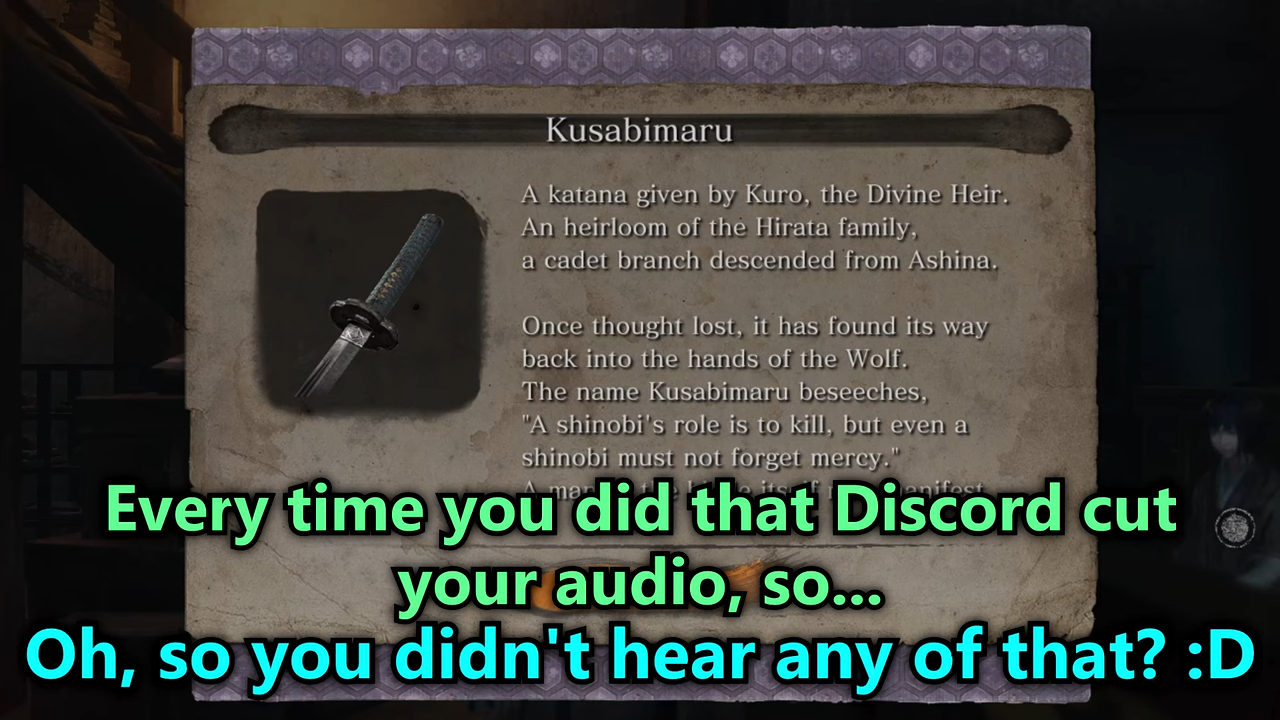 Kusabimaru
A katana given by Kuro, the Divine Heir.
An heirloom of the Hirata family,
a cadet branch descended from Ashina.
Once thought lost, it has found its way
back into the hands of the Wolf.
The name Kusabimaru beseeches,
"A shinobi's role is to kill, but even a
shinobi must not forget mercy."
Every time you did that Discord cut
your audio, so...
Oh, so you didn't hear any of that? :D